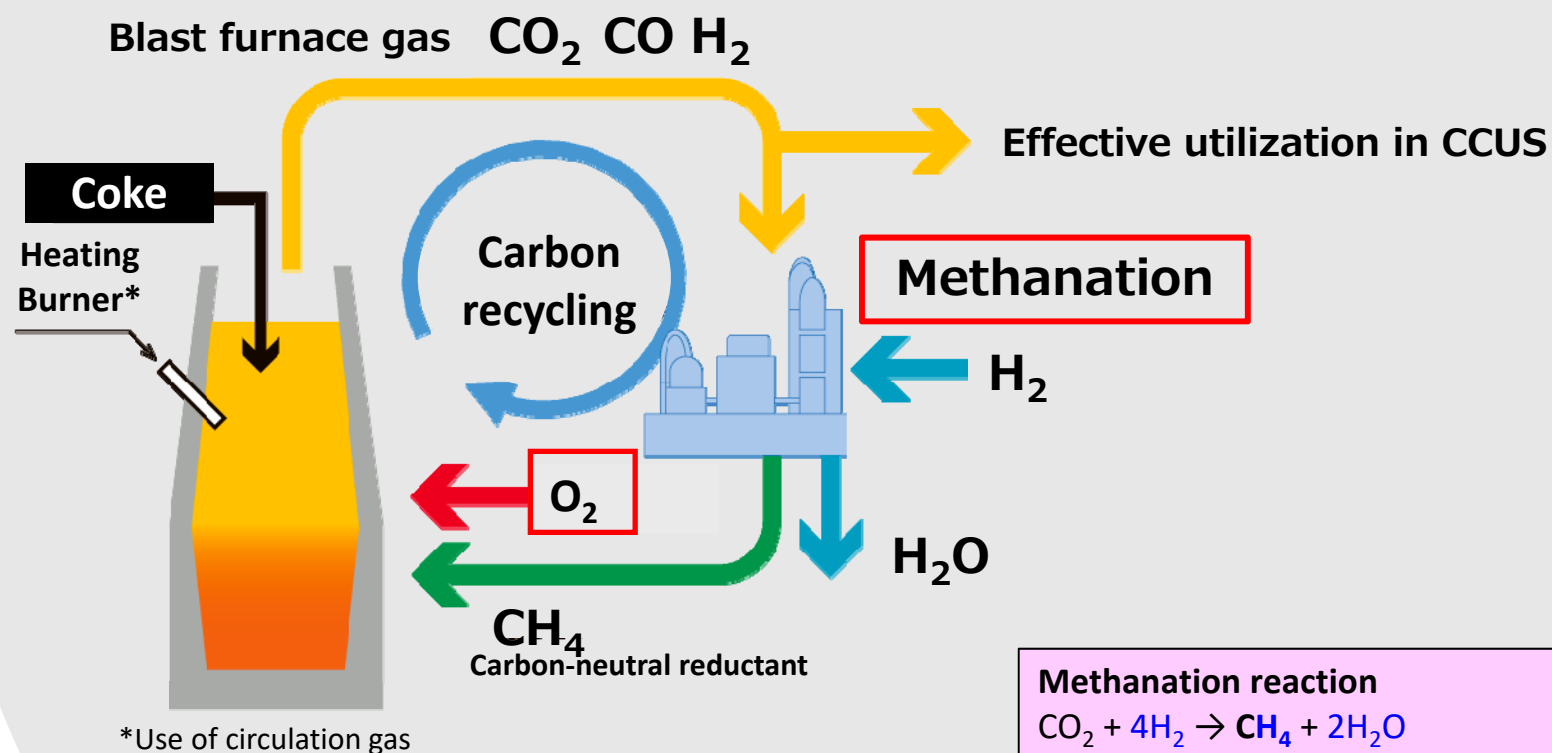 Blast furnace gas CO₂ CO H₂
Effective utilization in CCUS
Coke
Heating
Burner*
Carbon
recycling
Methanation
H₂
O₂
H₂O
CH₄
Carbon-neutral reductant
*Use of circulation gas
Methanation reaction
CO₂ + 4H₂ → CH₄ + 2H₂O